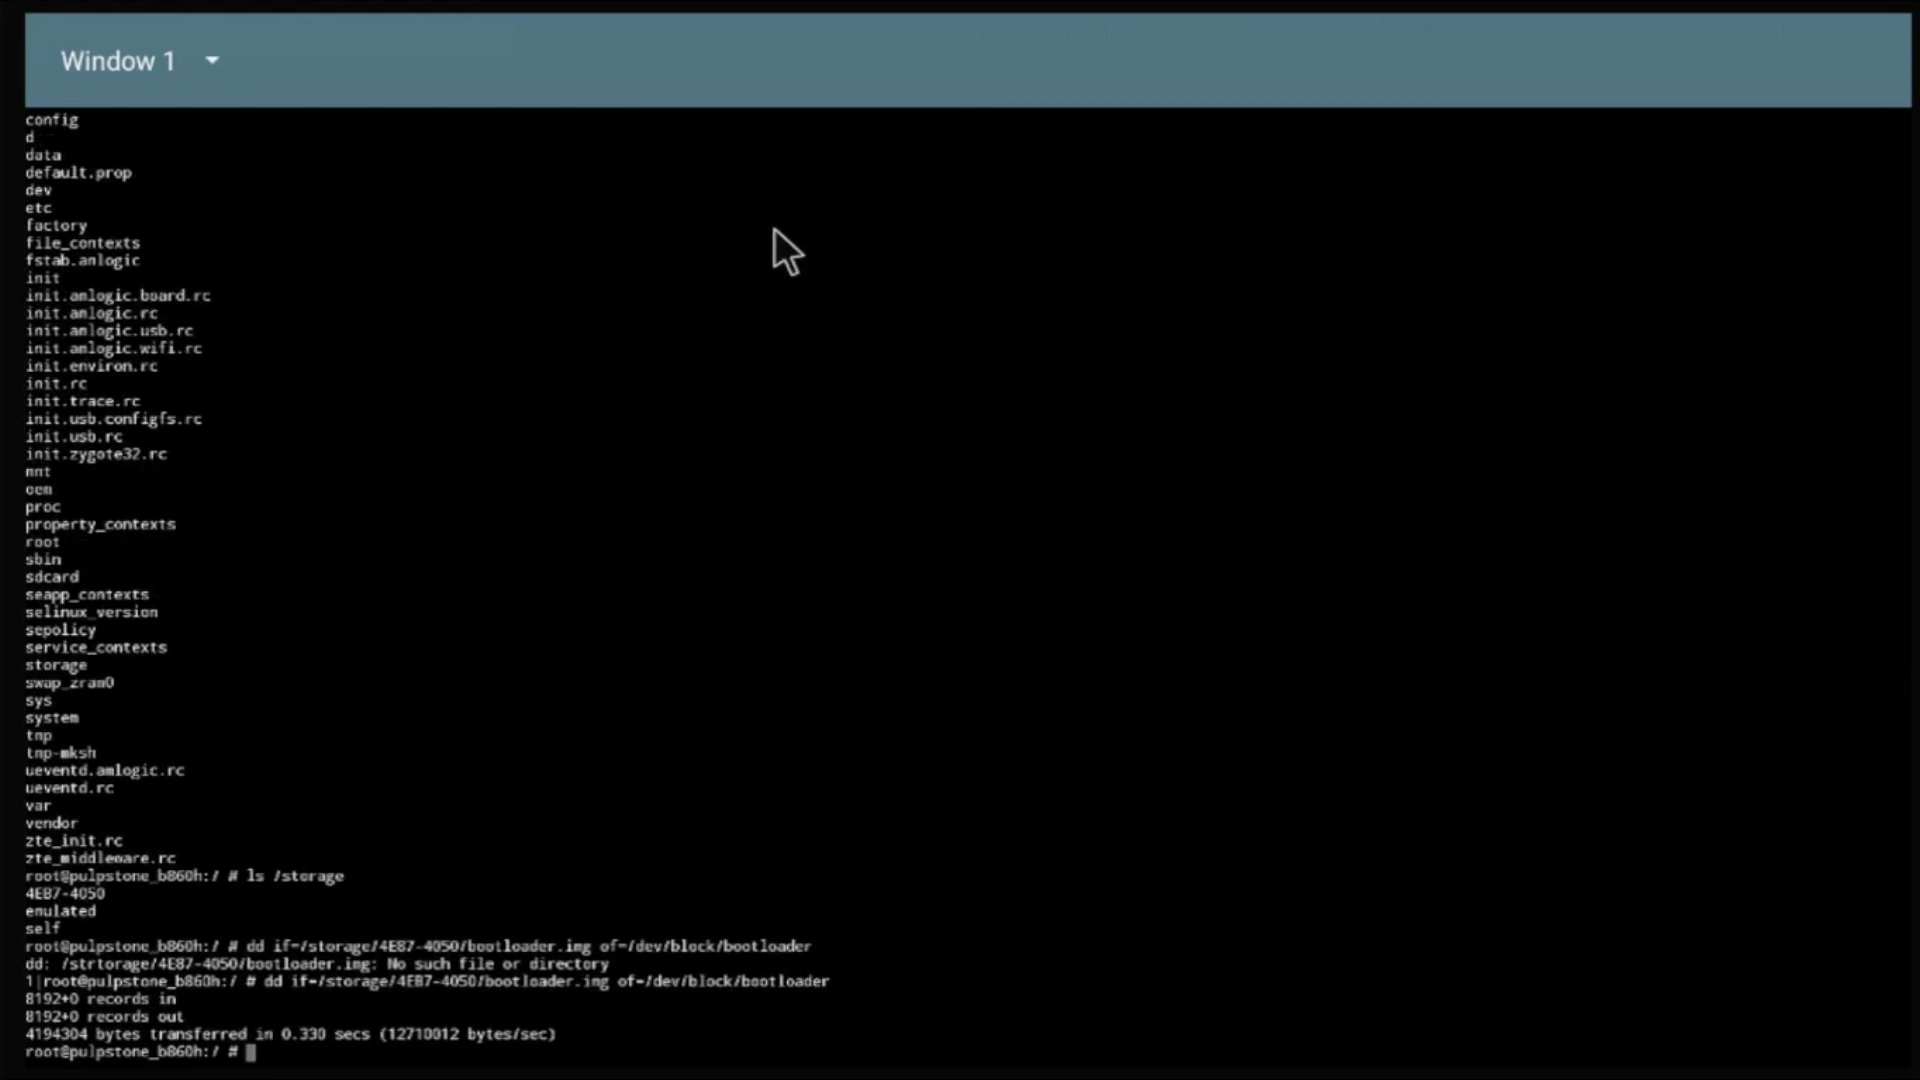 Window 1
config
d
data
default.prop
dev
etc
factory
file_contexts
fstab.amlogic
init
init.amlogic.board.rc
init.amlogic.rc
init.amlogic.usb.rc
init.amlogic.wifi.rc
init.environ.rc
init.rc
init.trace.rc
init.usb.configfs.rc
init.usb.rc
init.zygote32.rc
mnt
oem
proc
property_contexts
root
sbin
sdcard
seapp_contexts
selinux_version
sepolicy
service_contexts
storage
swap_zram0
sys
system
tmp
tmp-mksh
ueventd.amlogic.rc
ueventd.rc
var
vendor
zte_init.rc
zte_middleware.rc
root@pulpstone_b860h:/ # ls /storage
4EB7-4050
emulated
self
root@pulpstone_b860h:/ # dd if=/storage/4E87-4050/bootloader.img of=/dev/block/bootloader
dd: /strtorage/4E87-4050/bootloader.img: No such file or directory
1|root@pulpstone_b860h:/ # dd if=/storage/4EB7-4050/bootloader.img of=/dev/block/bootloader
8192+0 records in
8192+0 records out
4194304 bytes transferred in 0.330 secs (12710012 bytes/sec)
root@pulpstone_b860h:/ #